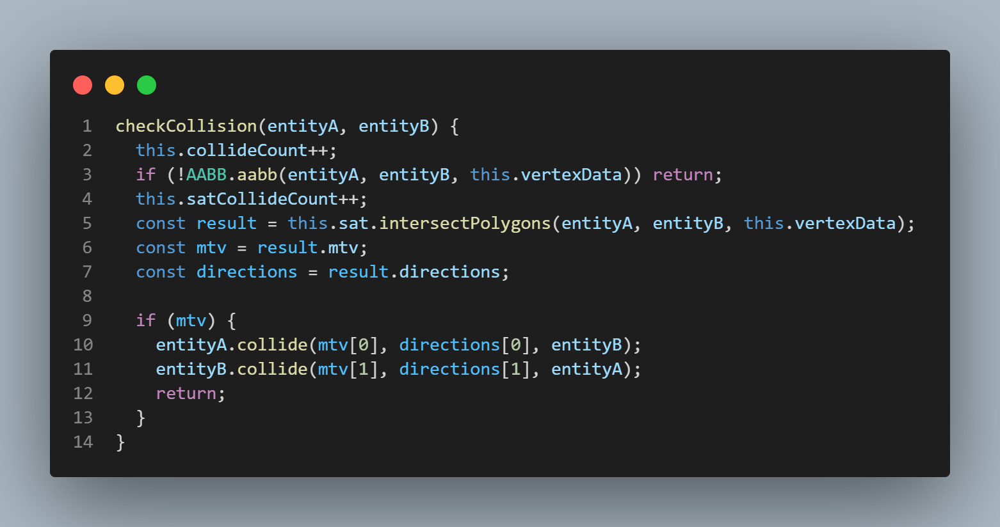 1 checkCollision(entityA, entityB) {
2   this.collideCount++;
3   if (!AABB.aabb(entityA, entityB, this.vertexData)) return;
4   this.satCollideCount++;
5   const result = this.sat.intersectPolygons(entityA, entityB, this.vertexData);
6   const mtv = result.mtv;
7   const directions = result.directions;
8
9   if (mtv) {
10     entityA.collide(mtv[0], directions[0], entityB);
11     entityB.collide(mtv[1], directions[1], entityA);
12     return;
13   }
14 }